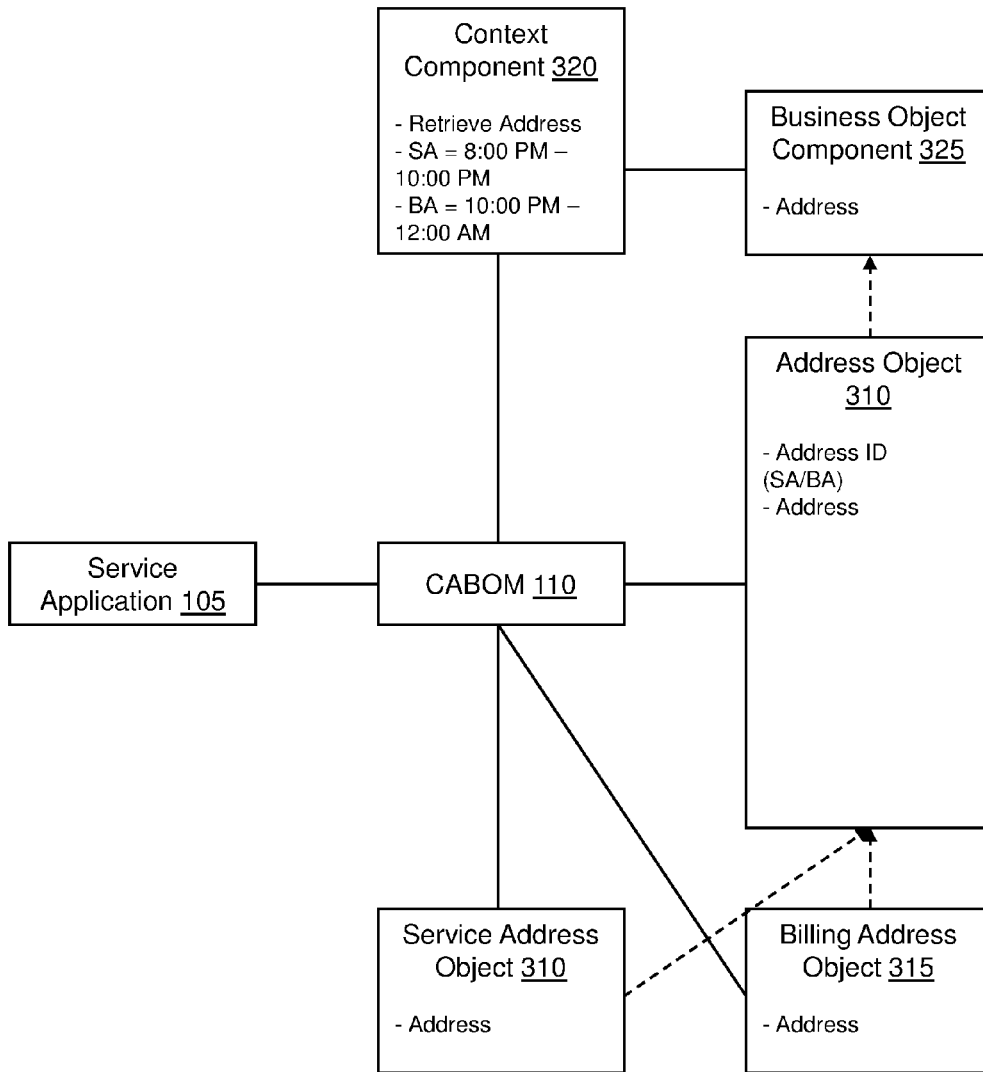 Context
Component 320
- Retrieve Address
- SA = 8:00 PM –
10:00 PM
- BA = 10:00 PM –
12:00 AM
Business Object
Component 325
- Address
Address Object
310
- Address ID
(SA/BA)
- Address
Service
Application 105
CABOM 110
Service Address
Object 310
- Address
Billing Address
Object 315
- Address